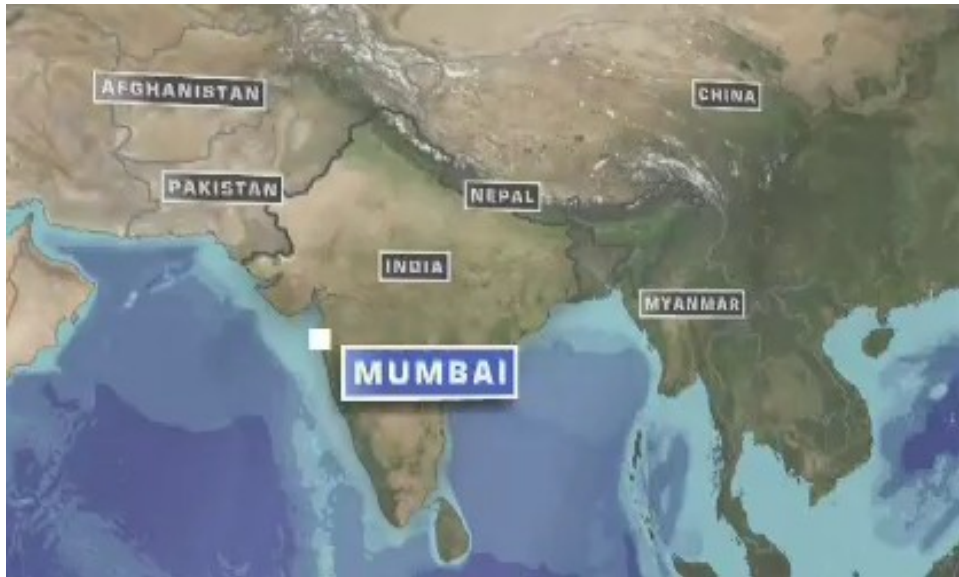 AFGHANISTAN
CHINA
PAKISTAN
NEPAL
INDIA
MYANMAR
MUMBAI